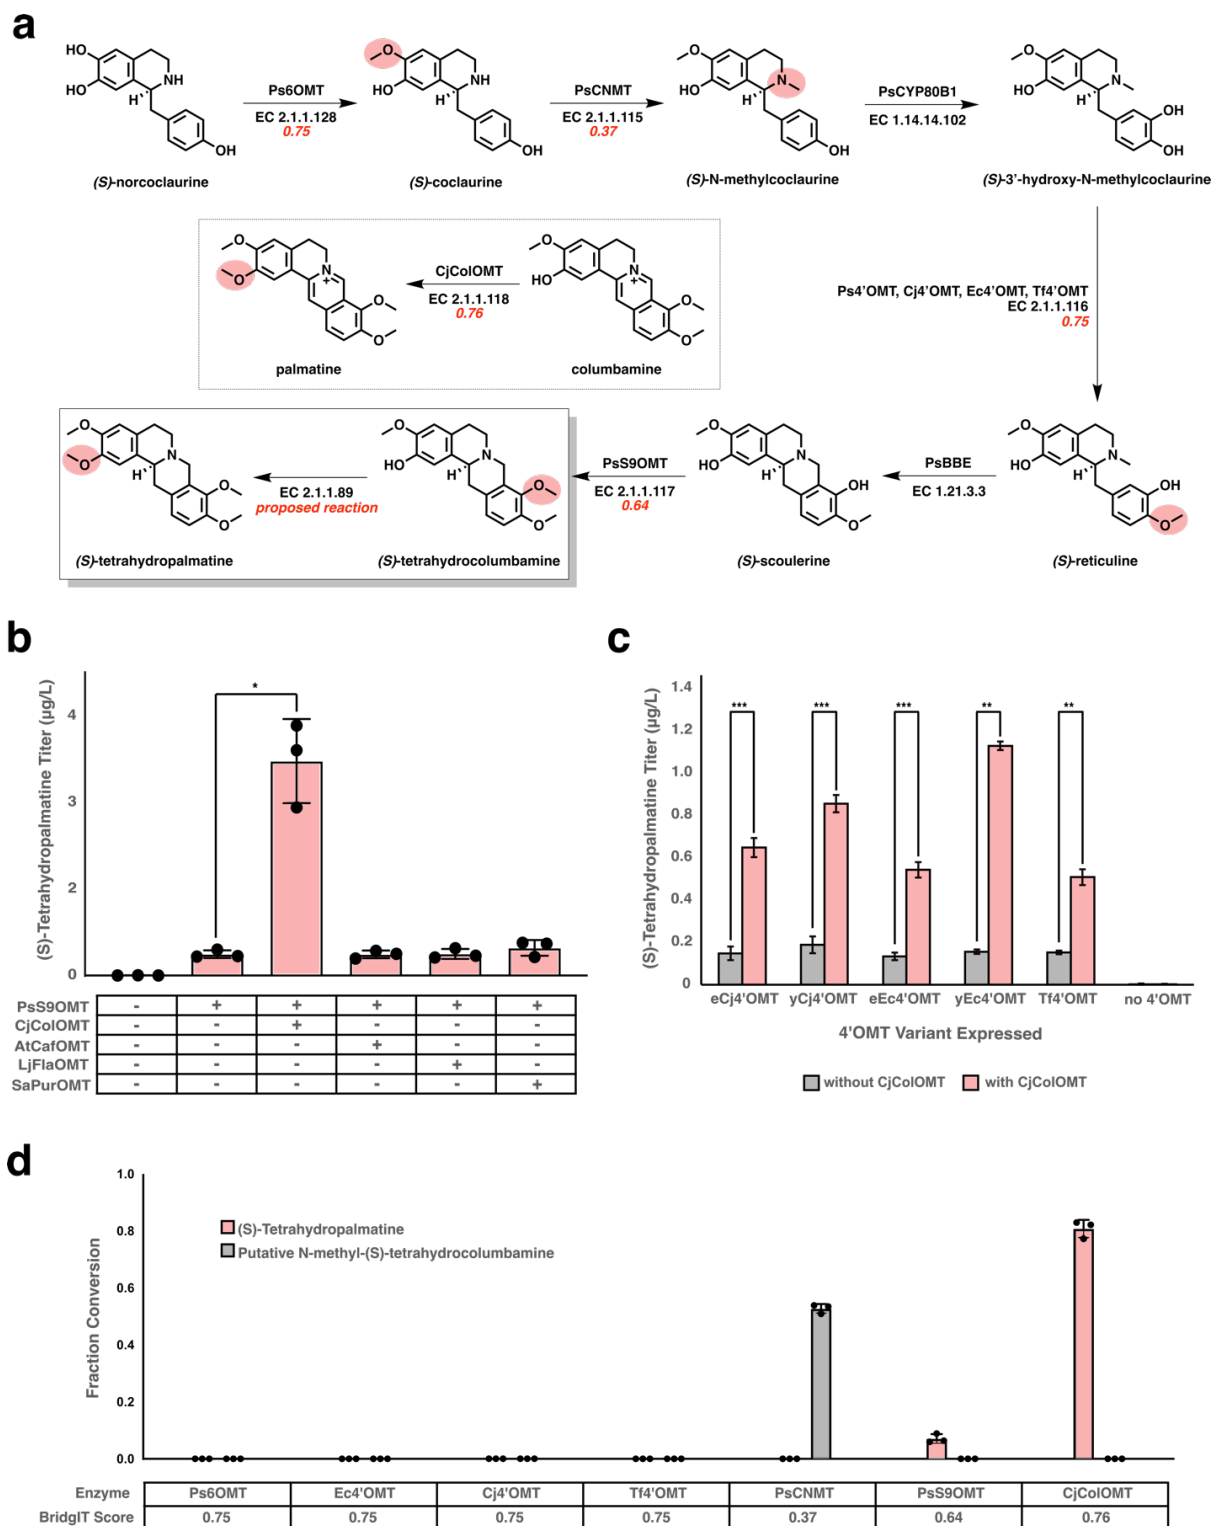 a
HO
HO
NH
H
OH
(S)-norcoclaurine
Ps6OMT
EC 2.1.1.128
0.75
O
HO
NH
H
OH
(S)-coclaurine
PsCNMT
EC 2.1.1.115
0.37
O
HO
N
H
OH
(S)-N-methylcoclaurine
PsCYP80B1
EC 1.14.14.102
O
HO
N
H
OH
OH
(S)-3'-hydroxy-N-methylcoclaurine
O
O
N
+
O
O
palmatine
CjColOMT
EC 2.1.1.118
0.76
O
HO
N
+
O
O
columbamine
Ps4'OMT, Cj4'OMT, Ec4'OMT, Tf4'OMT
EC 2.1.1.116
0.75
O
O
N
H
O
O
(S)-tetrahydropalmatine
EC 2.1.1.89
proposed reaction
O
HO
N
H
O
O
(S)-tetrahydrocolumbamine
PsS9OMT
EC 2.1.1.117
0.64
O
HO
N
H
OH
O
(S)-scoulerine
PsBBE
EC 1.21.3.3
O
HO
N
H
OH
O
(S)-reticuline
b
(S)-Tetrahydropalmatine Titer (µg/L)
4
3
2
0
*
PsS9OMT - + + + + +
CjColOMT - - + - - -
AtCafOMT - - - + - -
LjFlaOMT - - - - + -
SaPurOMT - - - - - +
c
(S)-Tetrahydropalmatine Titer (µg/L)
1.4
1.2
1.0
0.8
0.6
0.4
0.2
0
*** *** *** ** **
eCj4'OMT yCj4'OMT eEc4'OMT yEc4'OMT Tf4'OMT no 4'OMT
4'OMT Variant Expressed
without CjColOMT with CjColOMT
d
Fraction Conversion
1.0
0.8
0.6
0.4
0.2
0.0
(S)-Tetrahydropalmatine
Putative N-methyl-(S)-tetrahydrocolumbamine
Enzyme Ps6OMT Ec4'OMT Cj4'OMT Tf4'OMT PsCNMT PsS9OMT CjColOMT
BridgIT Score 0.75 0.75 0.75 0.75 0.37 0.64 0.76